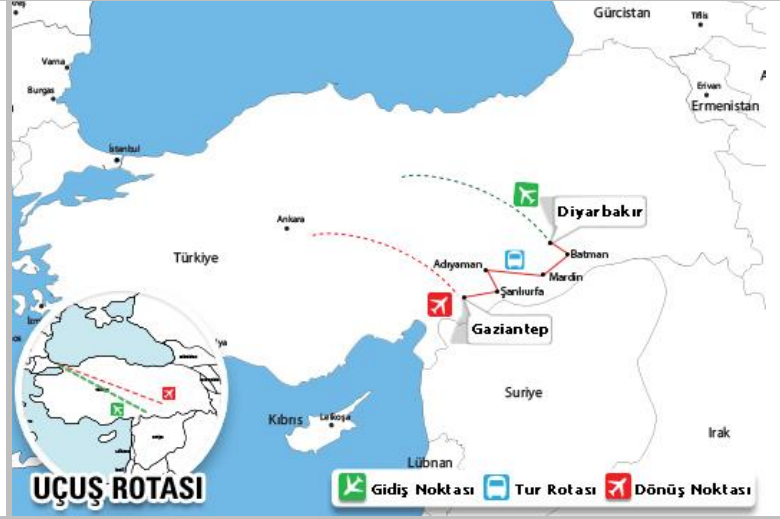 Gürcistan
Tiflis
Varna
Burgas
Erivan
Ermenistan
İstanbul
Ankara
Diyarbakır
Türkiye
Adıyaman
Batman
Mardin
Şanlıurfa
Gaziantep
Suriye
Kıbrıs
Lefkoşa
Irak
Lübnan
UÇUŞ ROTASI
Gidiş Noktası
Tur Rotası
Dönüş Noktası